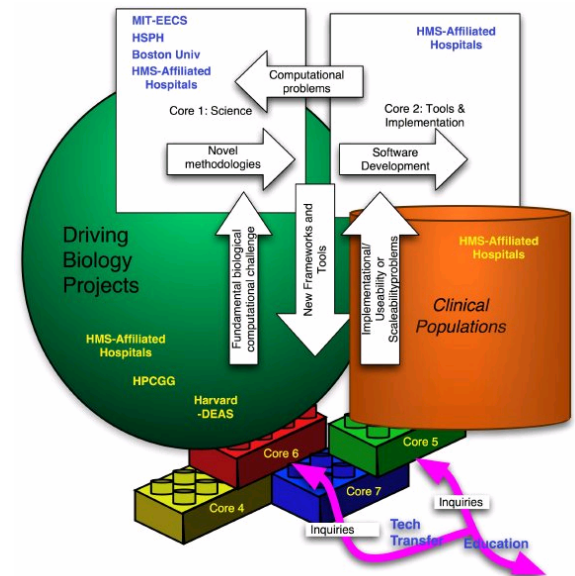 MIT-EECS
HSPH
Boston Univ
HMS-Affiliated
Hospitals
Core 1: Science
HMS-Affiliated
Hospitals
Computational
problems
Core 2: Tools &
Implementation
Novel
methodologies
Software
Development
Driving
Biology
Projects
Fundamental biological
computational challenge
New Frameworks and
Tools
Implementational/
Useability or
Scaleabilityproblems
HMS-Affiliated
Hospitals
Clinical
Populations
HMS-Affiliated
Hospitals
HPCGG
Harvard
-DEAS
Core 6
Core 5
Core 4
Core 7
Inquiries
Inquiries
Tech
Transfer
Education